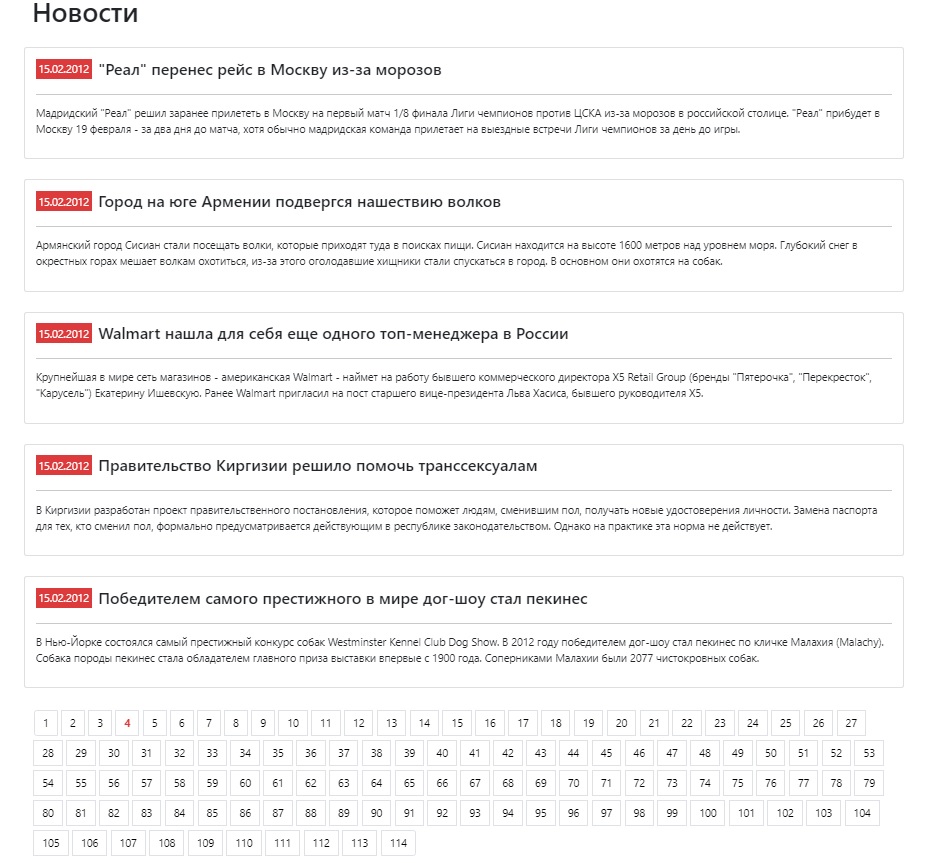 Новости
15.02.2012 "Реал" перенес рейс в Москву из-за морозов
Мадридский "Реал" решил заранее прилететь в Москву на первый матч 1/8 финала Лиги чемпионов против ЦСКА из-за морозов в российской столице. "Реал" прибудет в
Москву 19 февраля - за два дня до матча, хотя обычно мадридская команда прилетает на выездные встречи Лиги чемпионов за день до игры.
15.02.2012 Город на юге Армении подвергся нашествию волков
Армянский город Сисиан стали посещать волки, которые приходят туда в поисках пищи. Сисиан находится на высоте 1600 метров над уровнем моря. Глубокий снег в
окрестных горах мешает волкам охотиться, из-за этого оголодавшие хищники стали спускаться в город. В основном они охотятся на собак.
15.02.2012 Walmart нашла для себя еще одного топ-менеджера в России
Крупнейшая в мире сеть магазинов - американская Walmart - наймет на работу бывшего коммерческого директора X5 Retail Group (бренды "Пятерочка", "Перекресток",
"Карусель") Екатерину Ишевскую. Ранее Walmart пригласил на пост старшего вице-президента Льва Хасиса, бывшего руководителя X5.
15.02.2012 Правительство Киргизии решило помочь транссексуалам
В Киргизии разработан проект правительственного постановления, которое поможет людям, сменившим пол, получать новые удостоверения личности. Замена паспорта
для тех, кто сменил пол, формально предусматривается действующим в республике законодательством. Однако на практике эта норма не действует.
15.02.2012 Победителем самого престижного в мире дог-шоу стал пекинес
В Нью-Йорке состоялся самый престижный конкурс собак Westminster Kennel Club Dog Show. В 2012 году победителем дог-шоу стал пекинес по кличке Малахия (Malachy).
Собака породы пекинес стала обладателем главного приза выставки впервые с 1900 года. Соперниками Малахии были 2077 чистокровных собак.
1 2 3 4 5 6 7 8 9 10 11 12 13 14 15 16 17 18 19 20 21 22 23 24 25 26 27
28 29 30 31 32 33 34 35 36 37 38 39 40 41 42 43 44 45 46 47 48 49 50 51 52 53
54 55 56 57 58 59 60 61 62 63 64 65 66 67 68 69 70 71 72 73 74 75 76 77 78 79
80 81 82 83 84 85 86 87 88 89 90 91 92 93 94 95 96 97 98 99 100 101 102 103 104
105 106 107 108 109 110 111 112 113 114